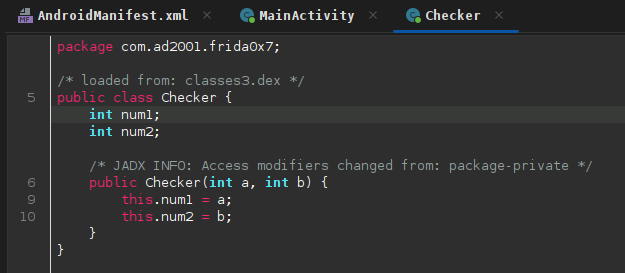 AndroidManifest.xml × MainActivity × Checker ×
package com.ad2001.frida0x7;
/* loaded from: classes3.dex */
5 public class Checker {
int num1;
int num2;
/* JADX INFO: Access modifiers changed from: package-private */
6 public Checker(int a, int b) {
9 this.num1 = a;
10 this.num2 = b;
}
}